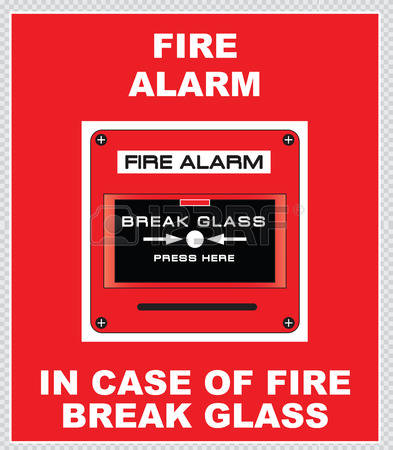 FIRE
ALARM
FIRE ALARM
BREAK GLASS
PRESS HERE
IN CASE OF FIRE
BREAK GLASS